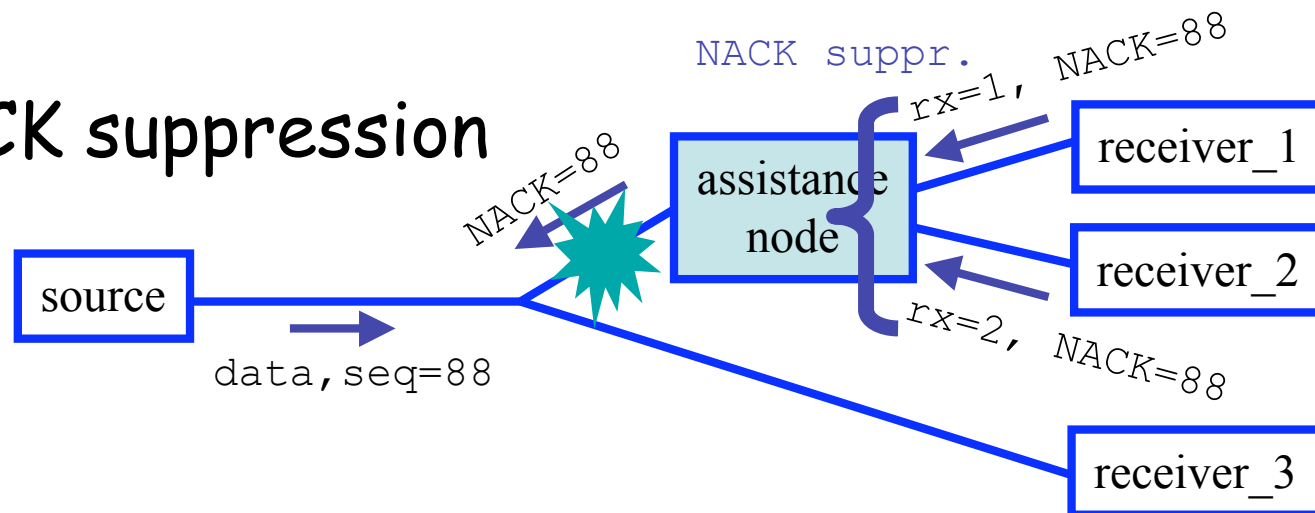 NACK suppr.
CK suppression
rx=1, NACK=88
NACK=88
assistance
node
receiver_1
receiver_2
source
data,seq=88
rx=2, NACK=88
receiver_3